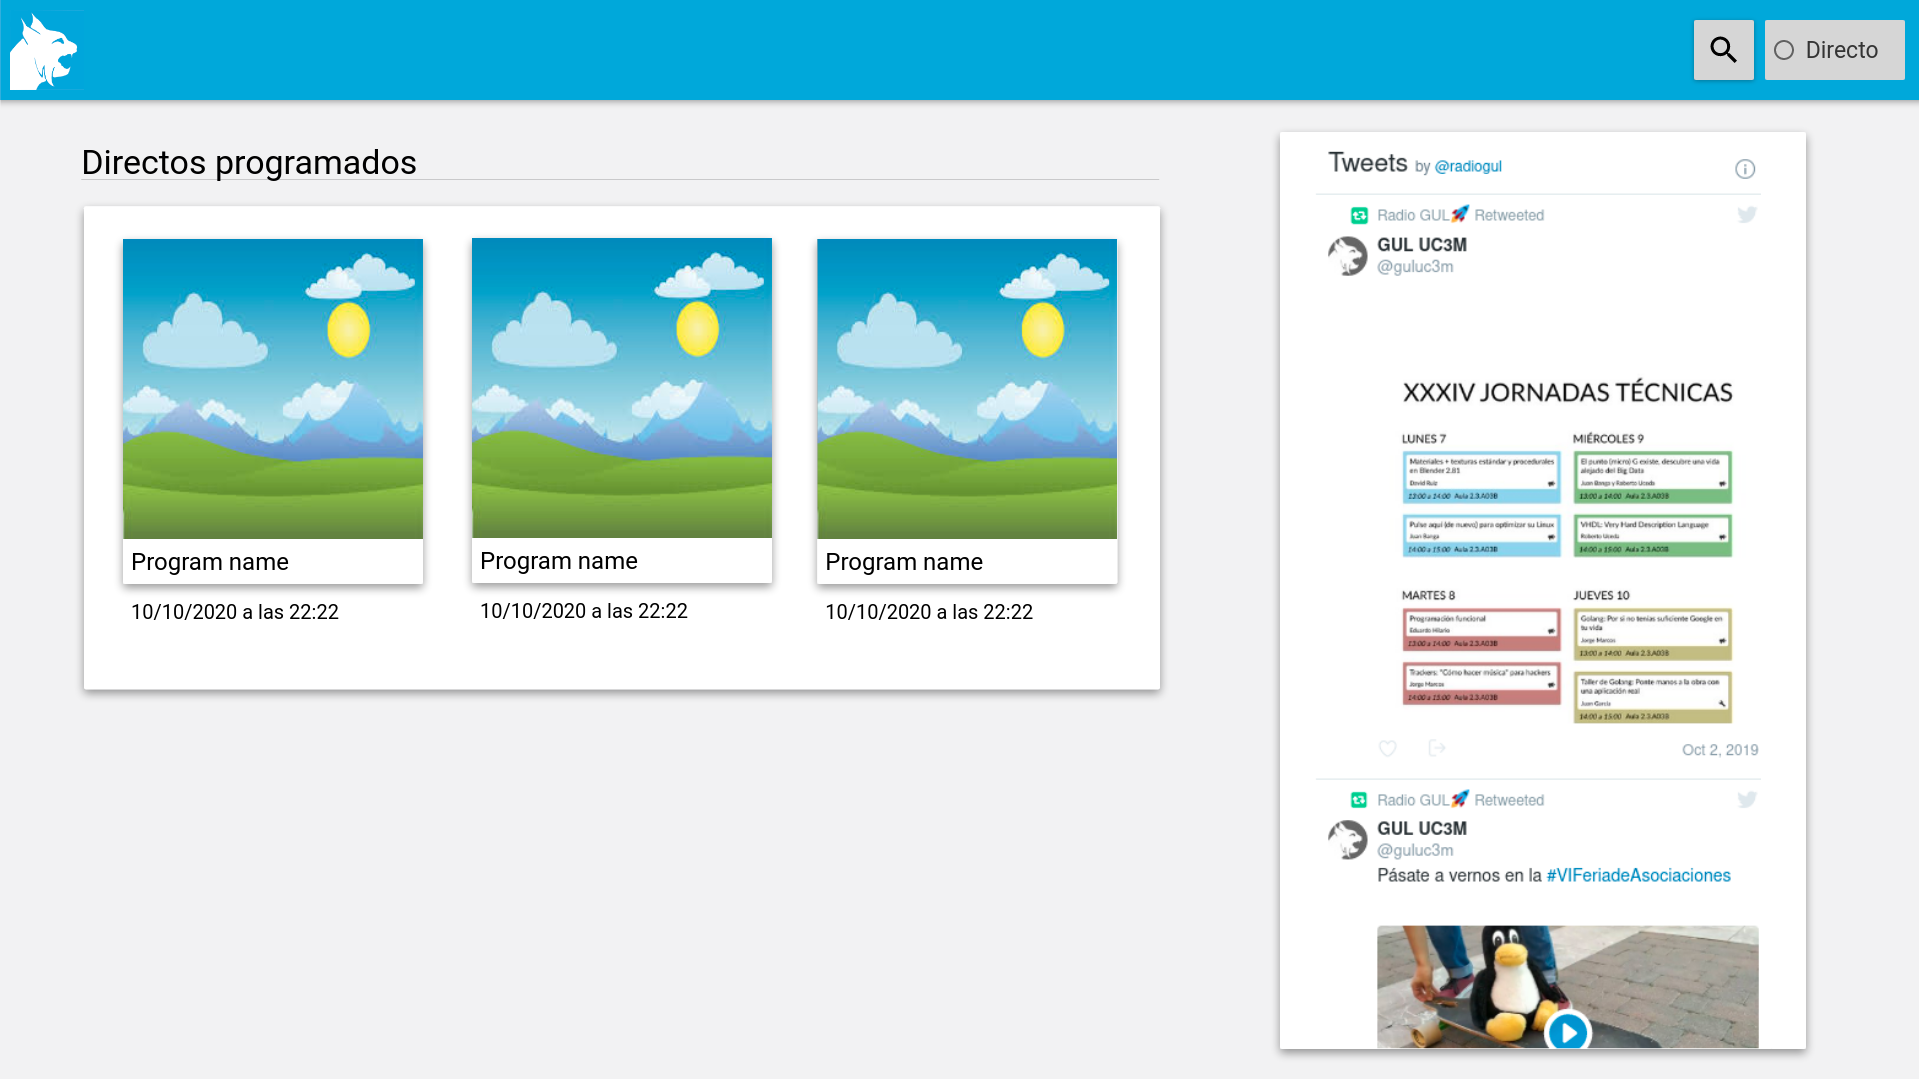 Directo
Directos programados
Program name
10/10/2020 a las 22:22
Program name
10/10/2020 a las 22:22
Program name
10/10/2020 a las 22:22
Tweets by @radiogul
Radio GUL🚀 Retweeted
GUL UC3M
@guluc3m
XXXIV JORNADAS TÉCNICAS
LUNES 7
Materiales + texturas estándar y procedurales
en Blender 2.81
David Ruiz
13:00 a 14:00 Aula 2.3.A03B
Pulse aquí (de nuevo) para optimizar su Linux
Juan Banga
14:00 a 15:00 Aula 2.3.A03B
MIÉRCOLES 9
El punto (micro) G existe, descubre una vida
alejado del Big Data
Juan Banga y Roberto Uceda
13:00 a 14:00 Aula 2.3.A03B
VHDL: Very Hard Description Language
Roberto Uceda
14:00 a 15:00 Aula 2.3.A03B
MARTES 8
Programación funcional
Eduardo Hilario
13:00 a 14:00 Aula 2.3.A03B
Trackers: "Cómo hacer música" para hackers
Jorge Marcos
14:00 a 15:00 Aula 2.3.A03B
JUEVES 10
Golang: Por si no tenías suficiente Google en
tu vida
Jorge Marcos
13:00 a 14:00 Aula 2.3.A03B
Taller de Golang: Ponte manos a la obra con
una aplicación real
Juan García
14:00 a 15:00 Aula 2.3.A03B
Oct 2, 2019
Radio GUL🚀 Retweeted
GUL UC3M
@guluc3m
Pásate a vernos en la #VIFeriadeAsociaciones